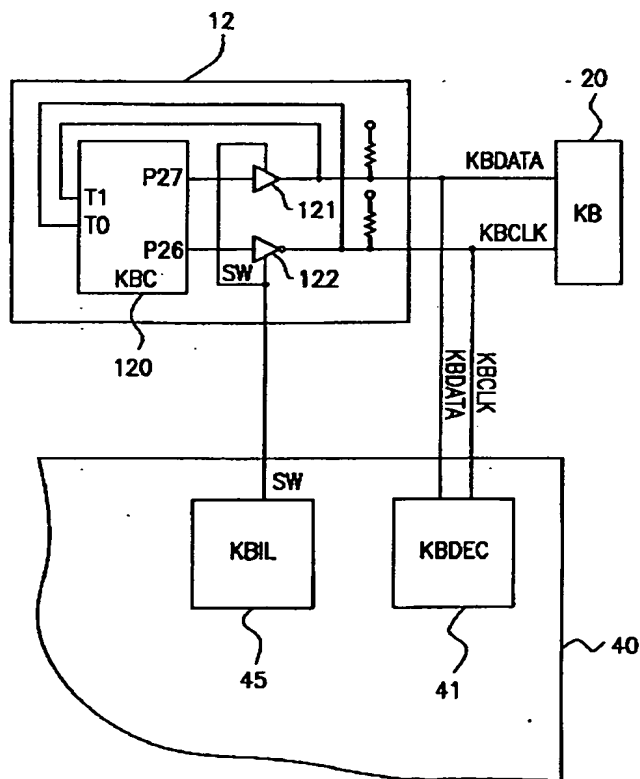 12
20
P27
T1
T0
121
KBDATA
KB
P26
KBCLK
SW
122
KBC
120
KBDATA
KBCLK
SW
KBIL
KBDEC
45
41
40